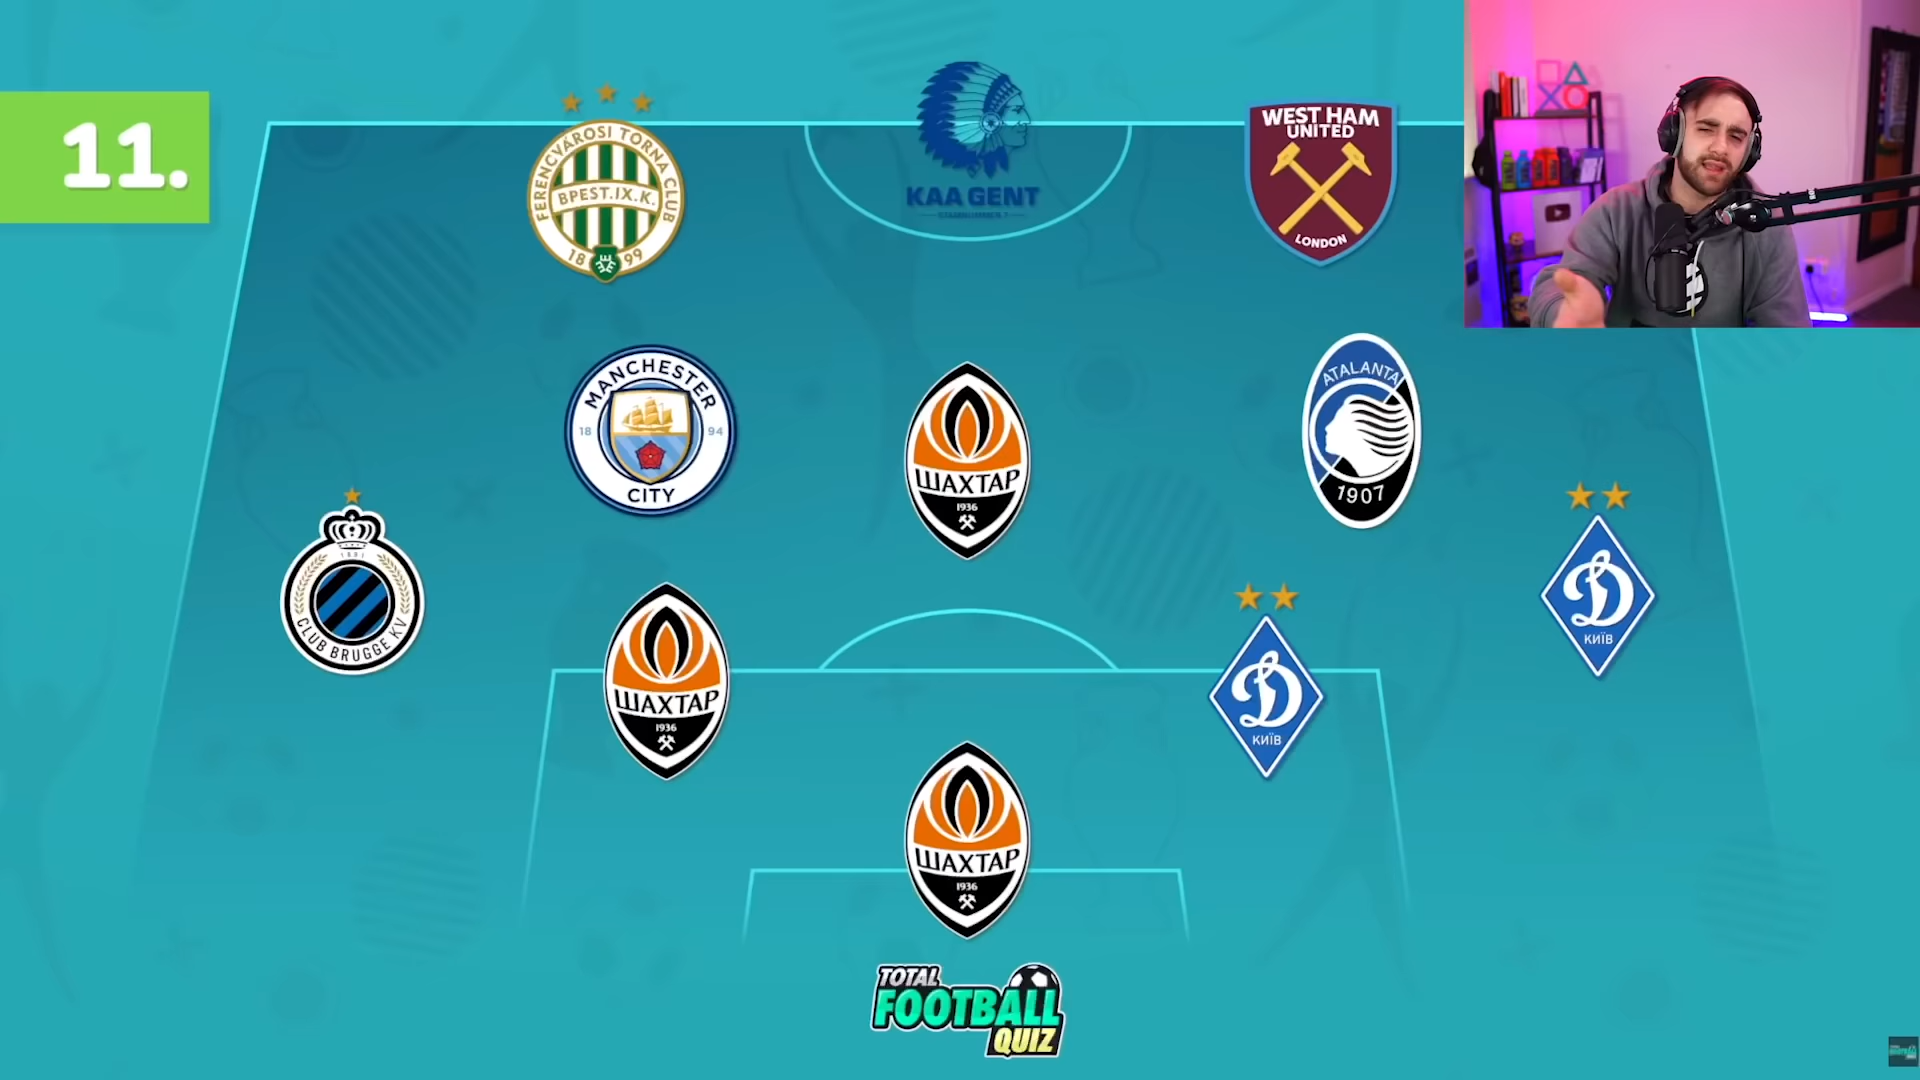 11.
FERENCVÁROSI TORNA CLUB
BPEST.IX.K.
18 99
KAA GENT
WEST HAM
UNITED
LONDON
MANCHESTER
18 94
CITY
ШАХТАР
1936
ATALANTA
1907
1891
CLUB BRUGGE KV
ШАХТАР
1936
КИЇВ
КИЇВ
ШАХТАР
1936
TOTAL
FOOTBALL
QUIZ